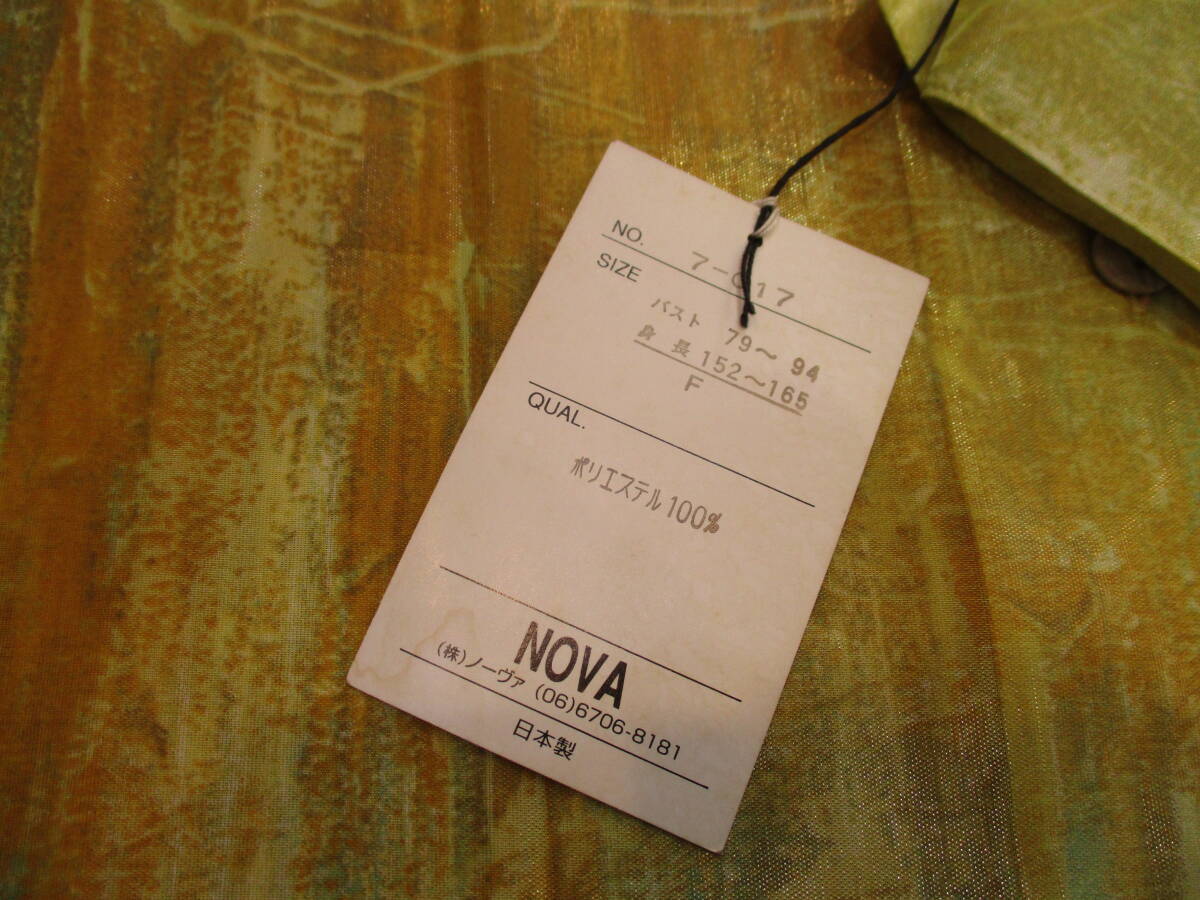 NO. 7-017
SIZE
バスト 79〜 94
身 長 152〜165
F
QUAL.
ポリエステル100%
NOVA
(株)ノーヴァ (06)6706-8181
日本製